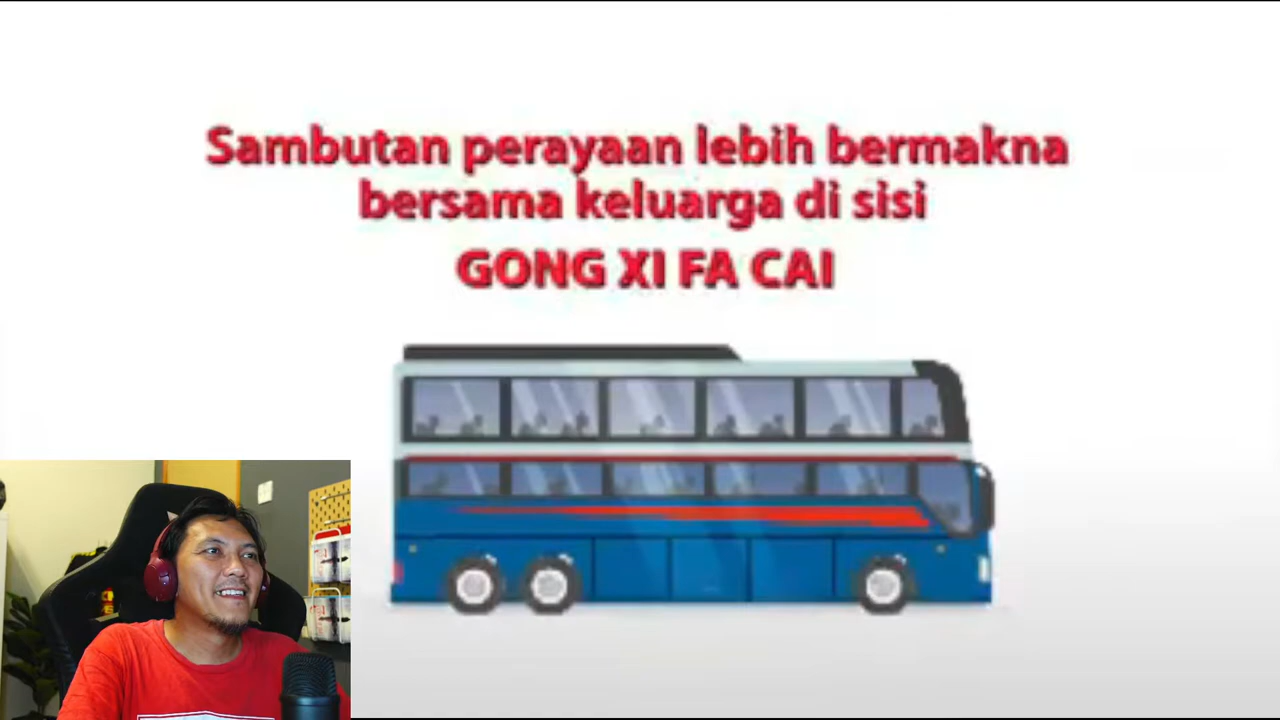 Sambutan perayaan lebih bermakna
bersama keluarga di sisi
GONG XI FA CAI